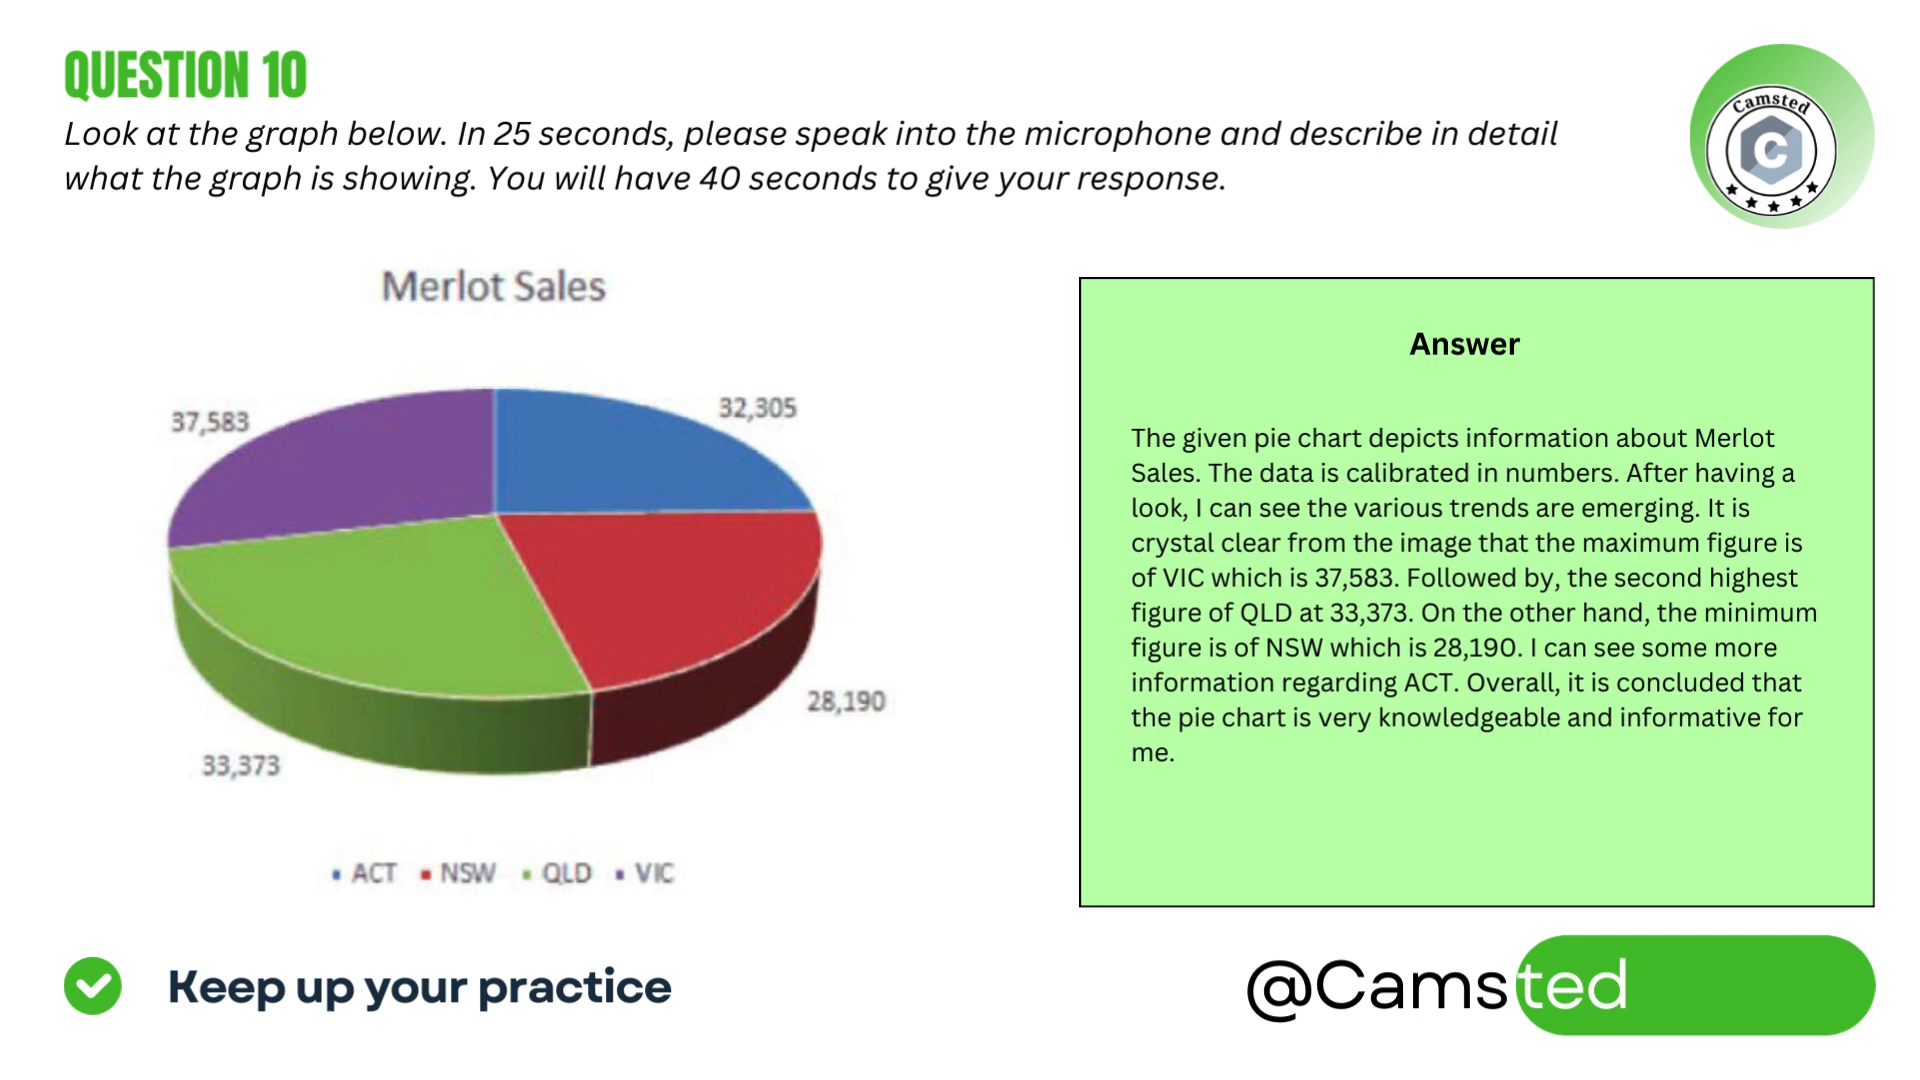 QUESTION 10
Look at the graph below. In 25 seconds, please speak into the microphone and describe in detail
what the graph is showing. You will have 40 seconds to give your response.
Camsted
C
Merlot Sales
37,583
32,305
28,190
33,373
ACT NSW QLD VIC
Answer
The given pie chart depicts information about Merlot
Sales. The data is calibrated in numbers. After having a
look, I can see the various trends are emerging. It is
crystal clear from the image that the maximum figure is
of VIC which is 37,583. Followed by, the second highest
figure of QLD at 33,373. On the other hand, the minimum
figure is of NSW which is 28,190. I can see some more
information regarding ACT. Overall, it is concluded that
the pie chart is very knowledgeable and informative for
me.
Keep up your practice
@Camsted